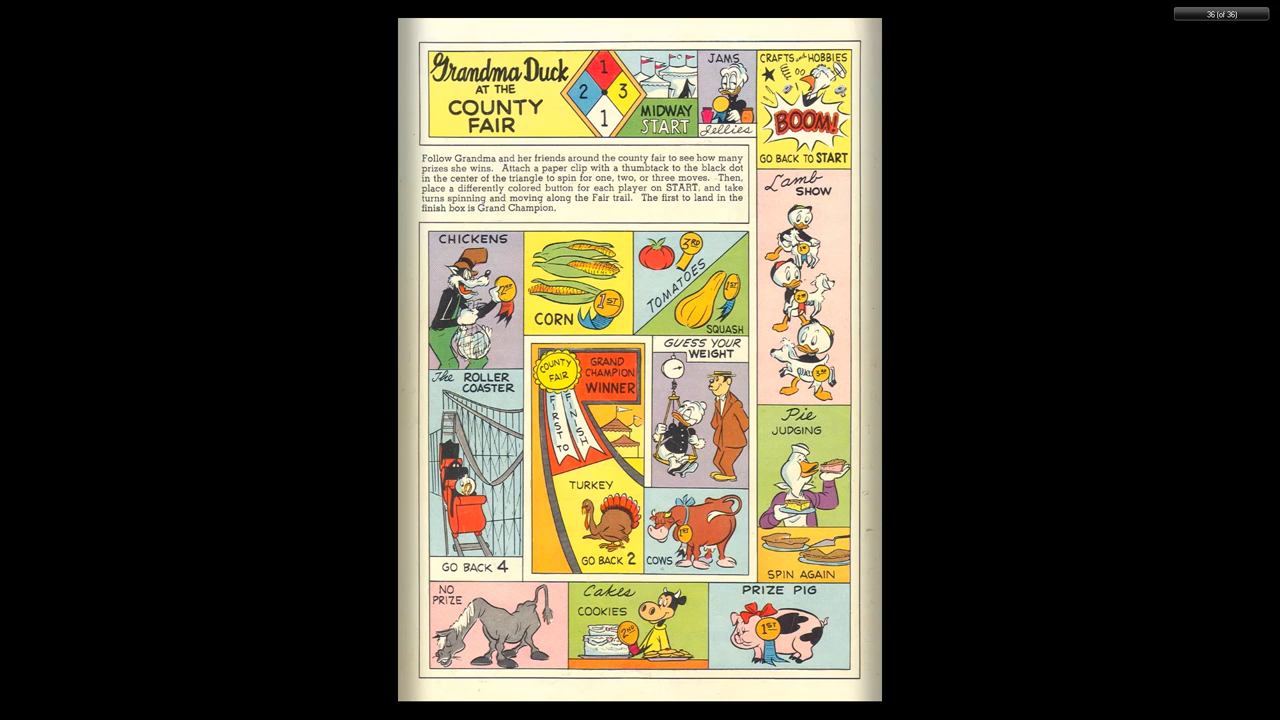 36 (of 36)
Grandma Duck
AT THE
COUNTY
FAIR
1
2
3
1
MIDWAY
START
JAMS
Jellies
CRAFTS and HOBBIES
BOOM!
GO BACK TO START
Follow Grandma and her friends around the county fair to see how many
prizes she wins. Attach a paper clip with a thumbtack to the black dot
in the center of the triangle to spin for one, two, or three moves. Then,
place a differently colored button for each player on START, and take
turns spinning and moving along the Fair trail. The first to land in the
finish box is Grand Champion.
Lamb
SHOW
1ST
2ND
3RD
Pie
JUDGING
SPIN AGAIN
PRIZE PIG
1ST
Cakes
COOKIES
2ND
NO
PRIZE
The ROLLER
COASTER
GO BACK 4
CHICKENS
2ND
CORN
1ST
3RD
TOMATOES
1ST
SQUASH
GUESS YOUR
WEIGHT
COWS
1ST
TURKEY
GO BACK 2
COUNTY
FAIR
GRAND
CHAMPION
WINNER
FIRST TO
FINISH